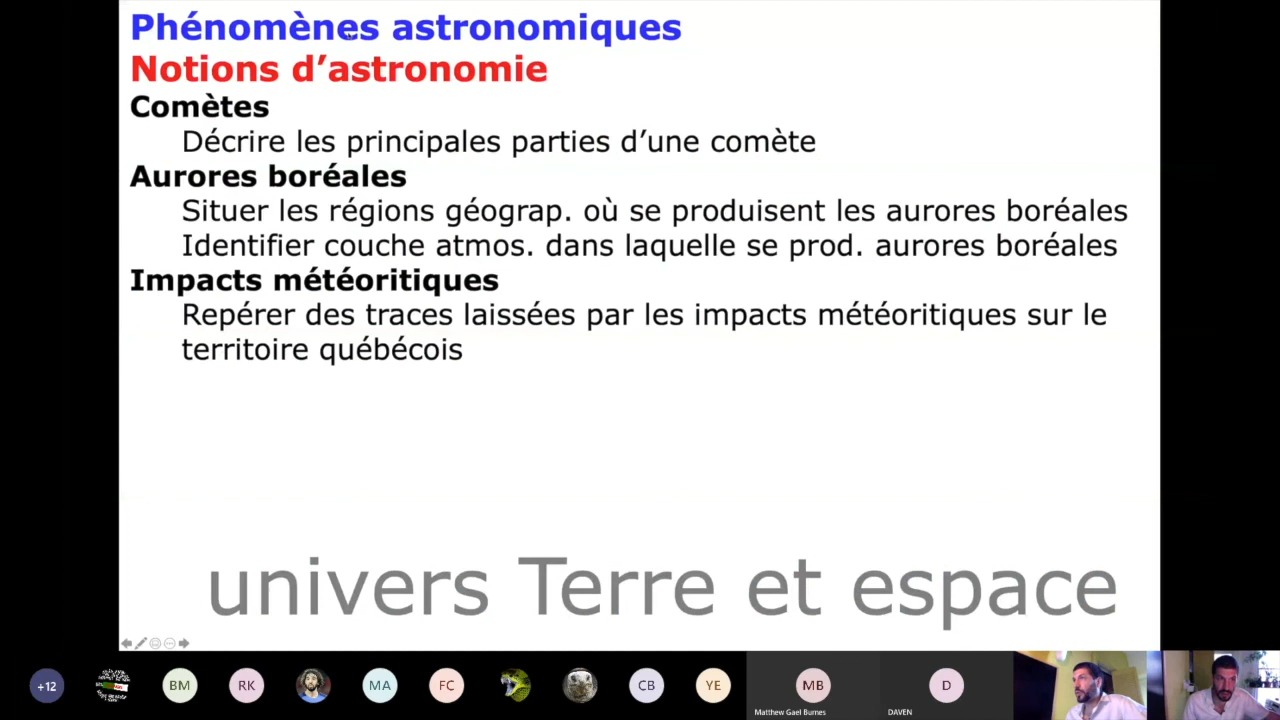 Phénomènes astronomiques
Notions d’astronomie
Comètes
Décrire les principales parties d’une comète
Aurores boréales
Situer les régions géograp. où se produisent les aurores boréales
Identifier couche atmos. dans laquelle se prod. aurores boréales
Impacts météoritiques
Repérer des traces laissées par les impacts météoritiques sur le
territoire québécois
univers Terre et espace
+12
BM
RK
MA
FC
CB
YE
MB
D
Matthew Gael Bumes
DAVEN